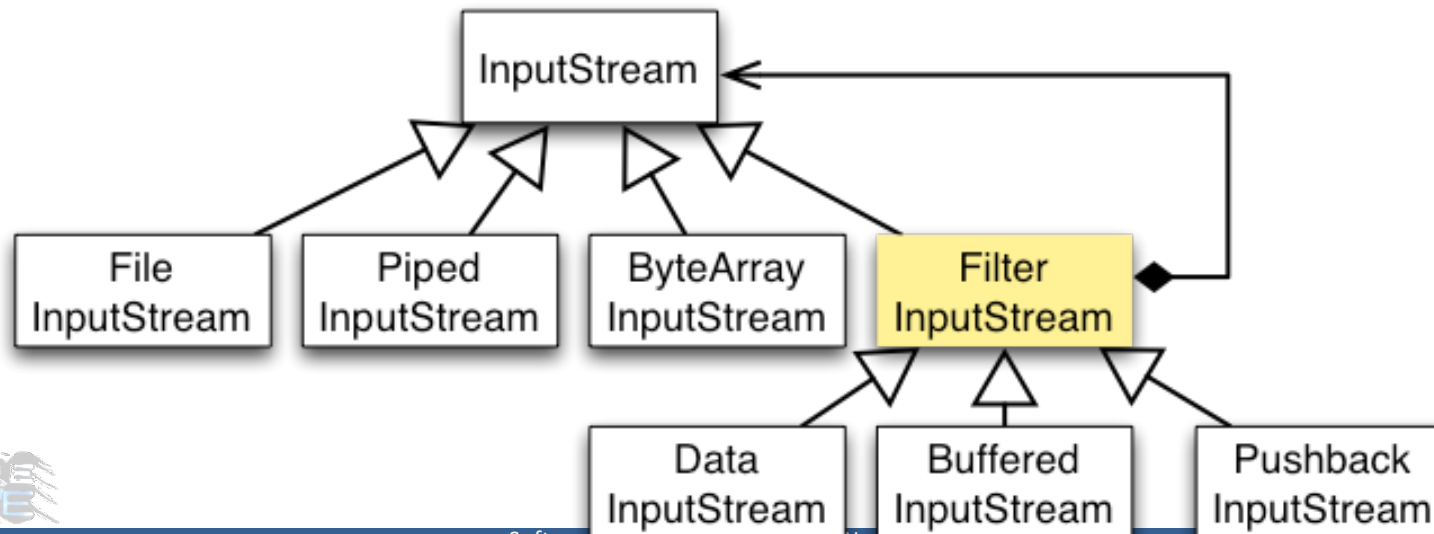 InputStream
File
InputStream
Piped
InputStream
ByteArray
InputStream
Filter
InputStream
Data
InputStream
Buffered
InputStream
Pushback
InputStream